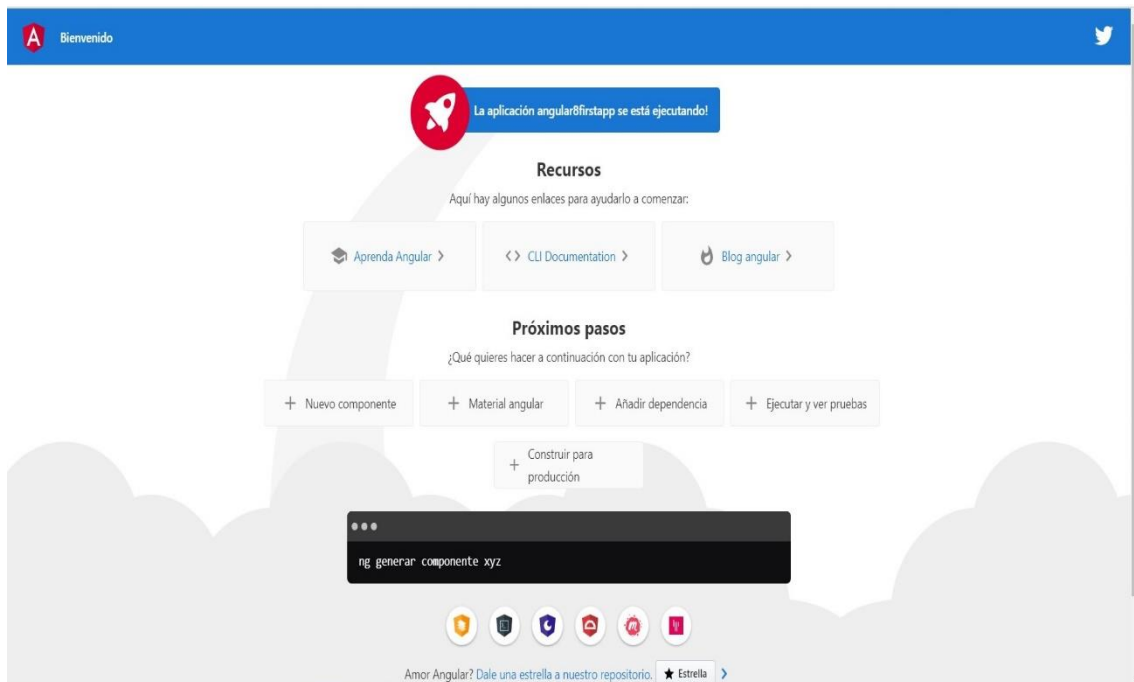 Bienvenido
La aplicación angular8firstapp se está ejecutando!
Recursos
Aquí hay algunos enlaces para ayudarlo a comenzar:
Aprenda Angular
CLI Documentation
Blog angular
Próximos pasos
¿Qué quieres hacer a continuación con tu aplicación?
Nuevo componente
Material angular
Añadir dependencia
Ejecutar y ver pruebas
Construir para
producción
ng generar componente xyz
Amor Angular? Dale una estrella a nuestro repositorio. Estrella